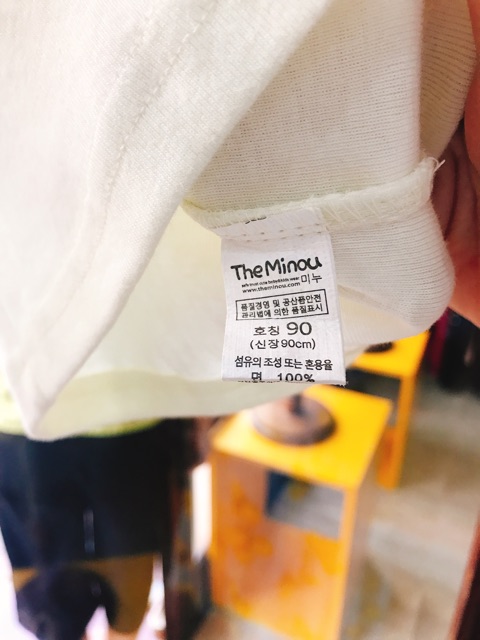 The Minou
미누
www.theminou.com
품질경영 및 공산품안전
관리법에 의한 품질표시
호칭 90
(신장 90cm)
섬유의 조성 또는 혼용율
면 100%